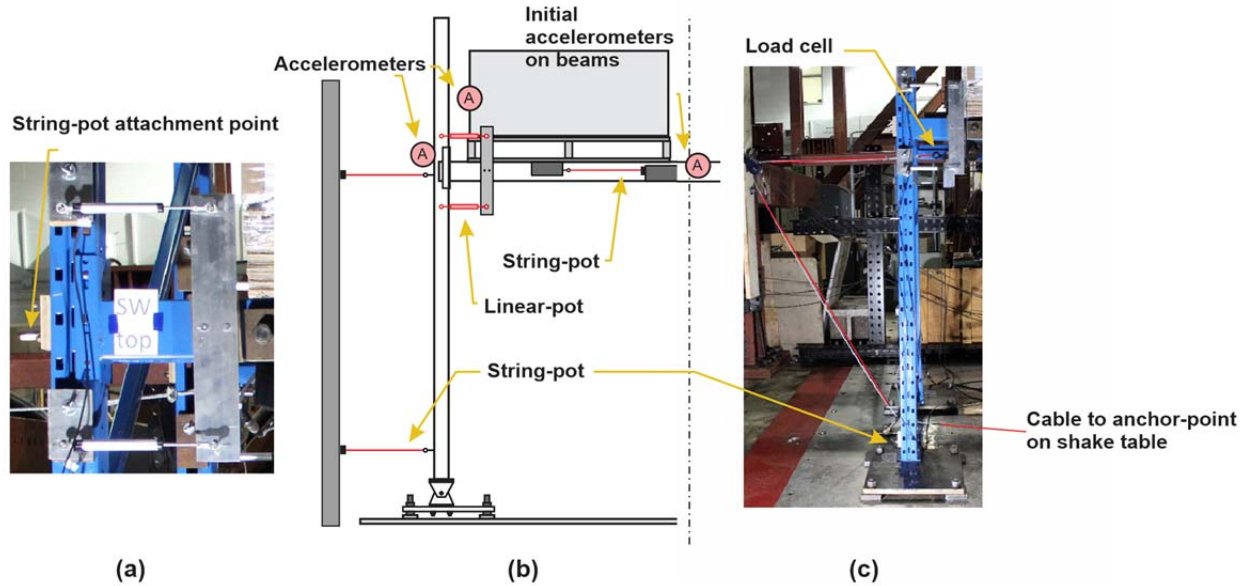 Initial
accelerometers
on beams
Accelerometers
Load cell
String-pot attachment point
A
A
A
SW
top
String-pot
Linear-pot
String-pot
Cable to anchor-point
on shake table
(a)
(b)
(c)